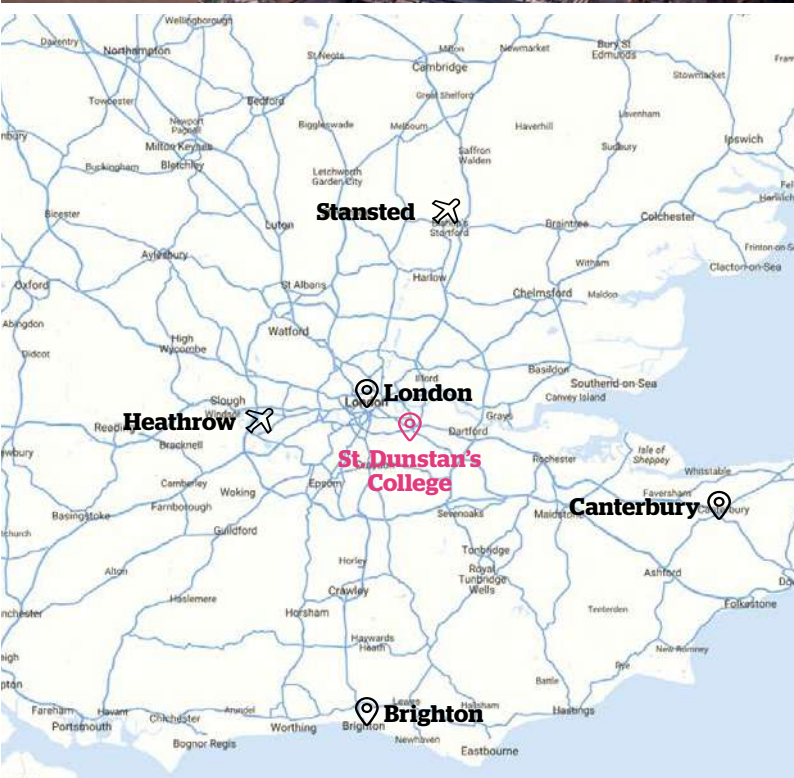 Wellingborough
Daventry
Northampton
St Neots
Milton
Newmarket
Bury St
Edmunds
Cambridge
Stowmarket
Great Shelford
Towcester
Bedford
Newport
Pagnell
Biggleswade
Melbourn
Haverhill
Lavenham
Ipswich
Milton Keynes
Bletchley
Buckingham
Saffron
Walden
Sudbury
Letchworth
Garden City
Stansted
Bicester
Luton
Bishop's
Stortford
Braintree
Colchester
Harwich
Frinton-on-S
Aylesbury
Witham
Clacton-on-Sea
Oxford
St Albans
Harlow
Chelmsford
Maldon
Abingdon
Watford
High
Wycombe
Didcot
Basildon
Southend-on-Sea
Canvey Island
Ilford
London
London
Slough
Windsor
Heathrow
Grays
Dartford
Bracknell
St Dunstan's
College
Rochester
Isle of
Sheppey
Whitstable
Camberley
Woking
Epsom
Faversham
Canterbury
Farnborough
Basingstoke
Sevenoaks
Maidstone
Guildford
Tonbridge
Royal
Tunbridge
Wells
Horley
Alton
Crawley
Ashford
Folkestone
Haslemere
Horsham
Tenterden
Haywards
Heath
New Romney
Rye
Battle
Fareham
Havant
Chichester
Arundel
Worthing
Brighton
Brighton
Lewes
Hailsham
Hastings
Portsmouth
Bognor Regis
Newhaven
Eastbourne